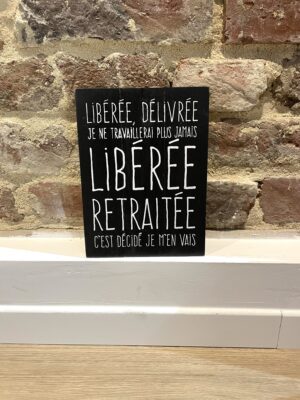 LIBÉRÉE, DÉLIVRÉE
JE NE TRAVAILLERAI PLUS JAMAIS
LIBÉRÉE
RETRAITÉE
C'EST DÉCIDÉ JE M'EN VAIS